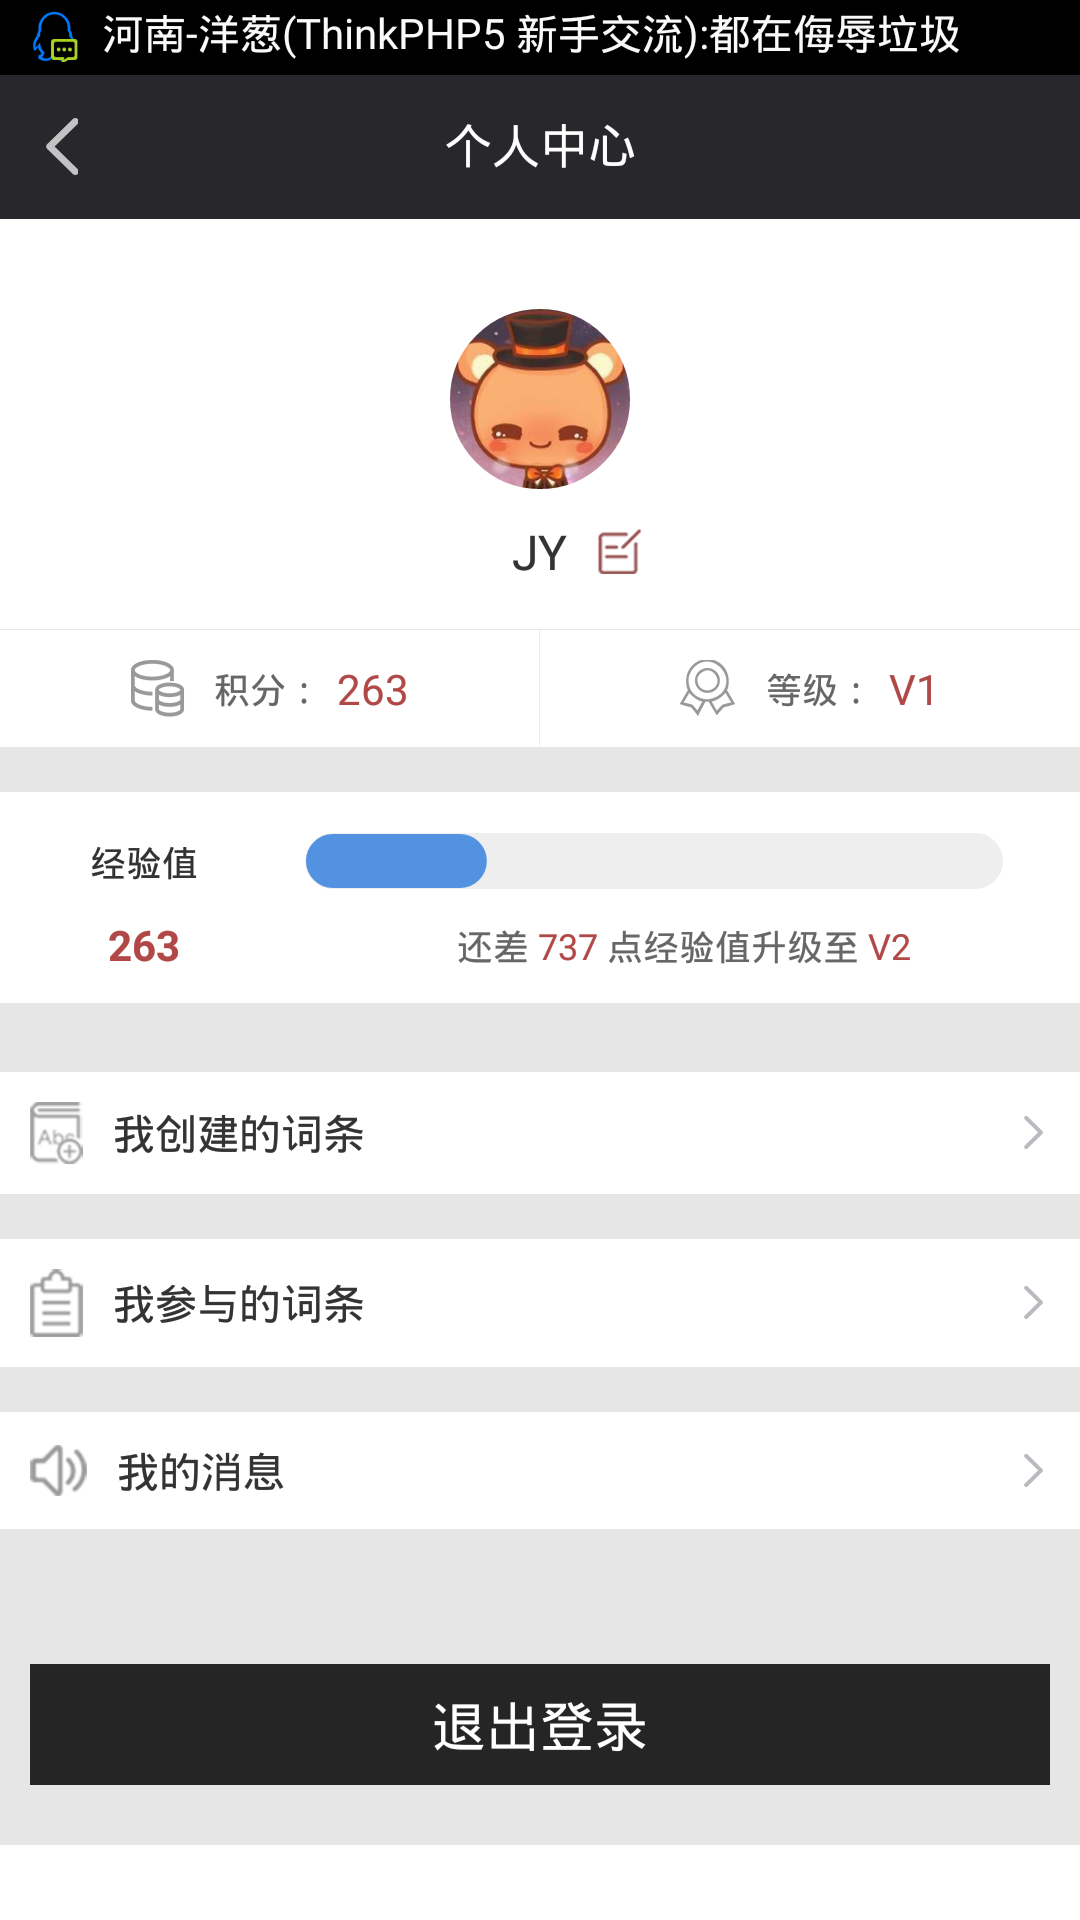 河南-洋葱(ThinkPHP5 新手交流):都在侮辱垃圾
个人中心
JY
积分： 263
等级： V1
经验值
263
还差 737 点经验值升级至 V2
Abc
我创建的词条
我参与的词条
我的消息
退出登录